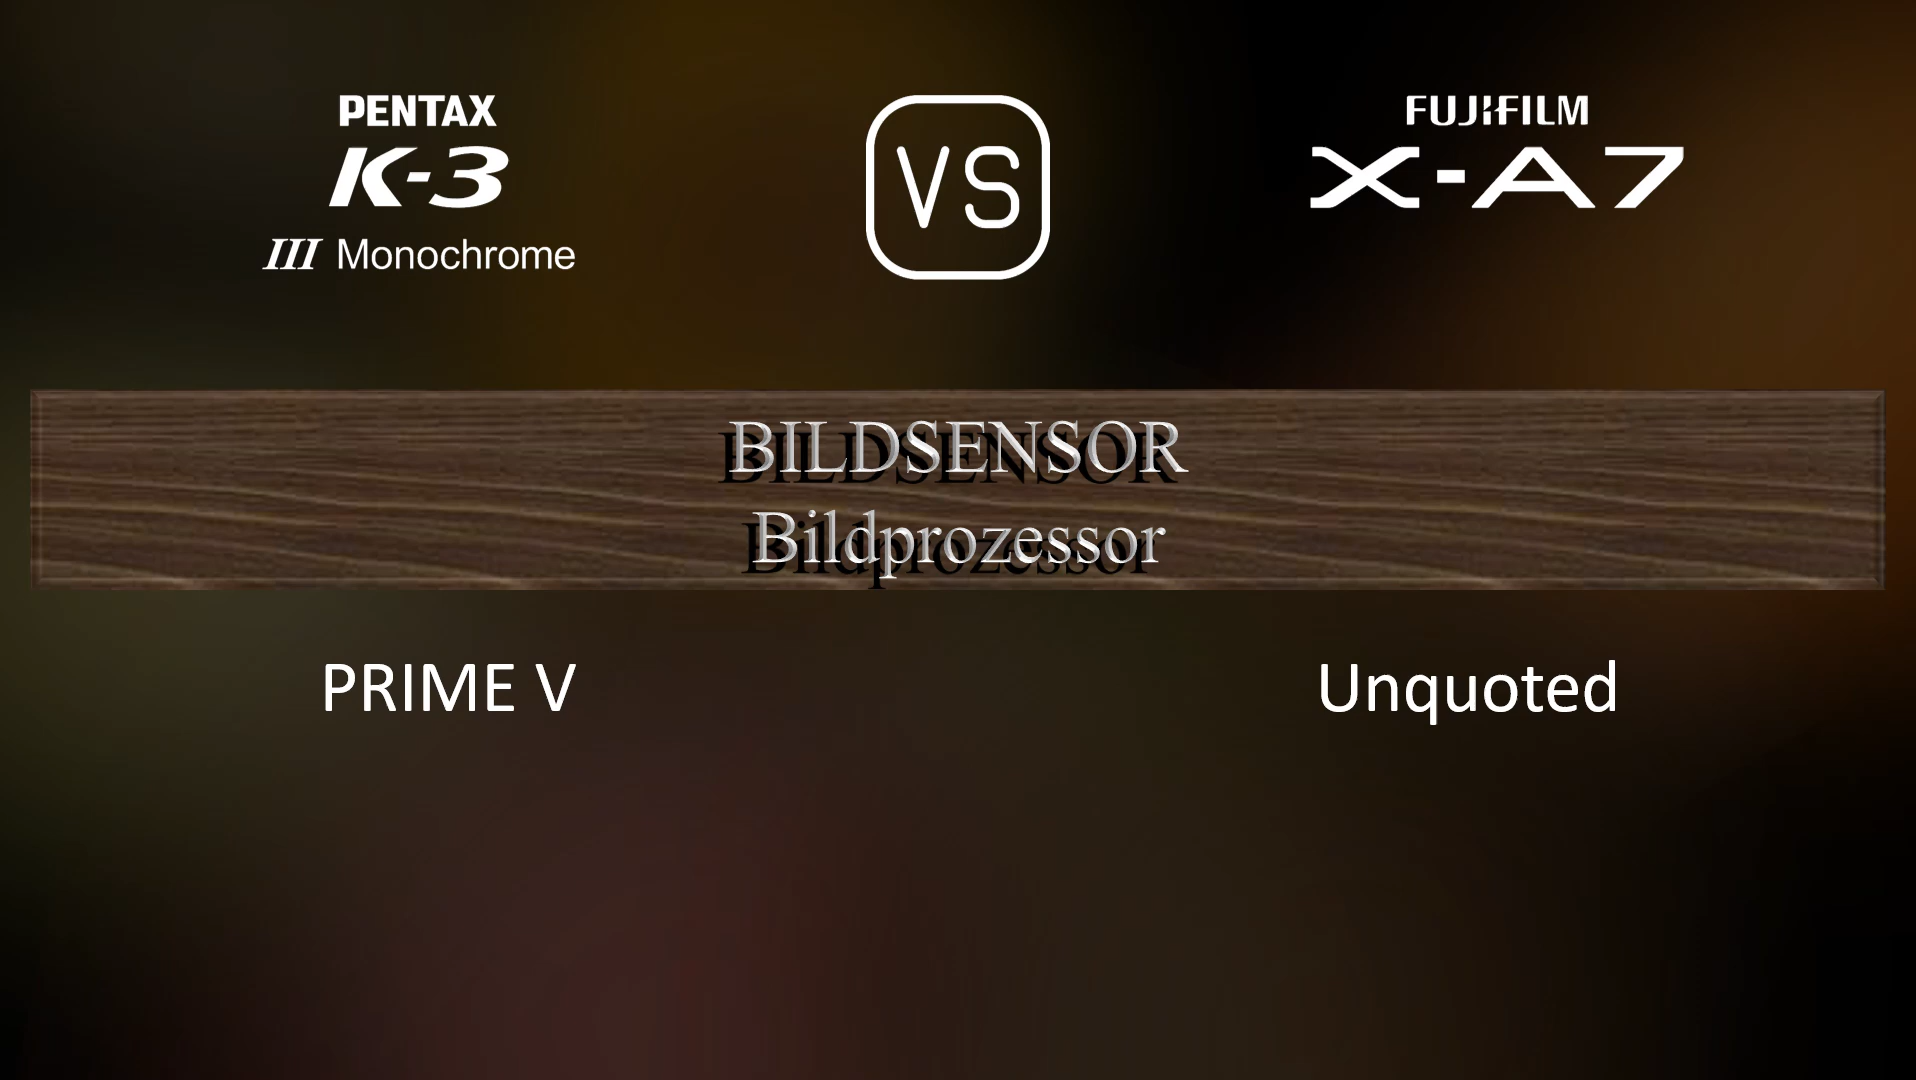 PENTAX
K-3
III Monochrome
VS
FUJIFILM
X-A7
BILDSENSOR
Bildprozessor
PRIME V
Unquoted